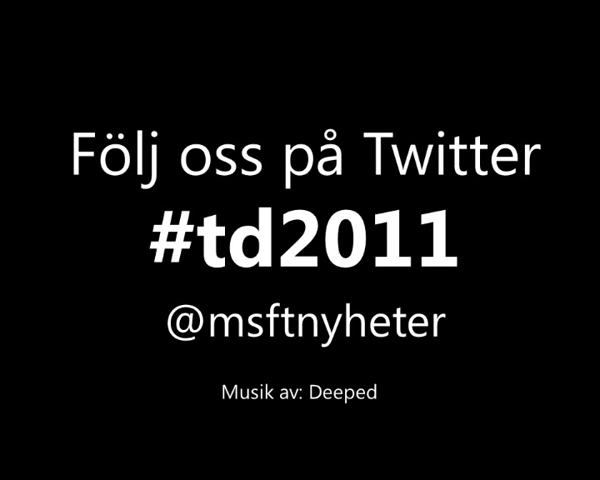 Följ oss på Twitter
#td2011
@msftnyheter
Musik av: Deeped